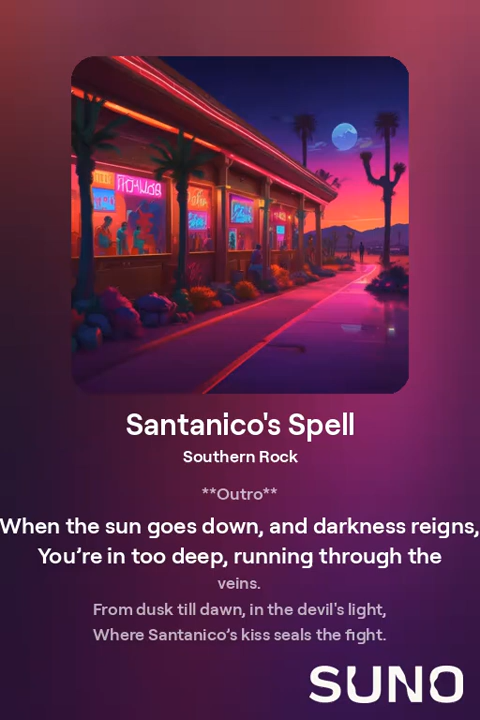 Santanico's Spell
Southern Rock
**Outro**
When the sun goes down, and darkness reigns,
You’re in too deep, running through the
veins.
From dusk till dawn, in the devil's light,
Where Santanico’s kiss seals the fight.
SUNO